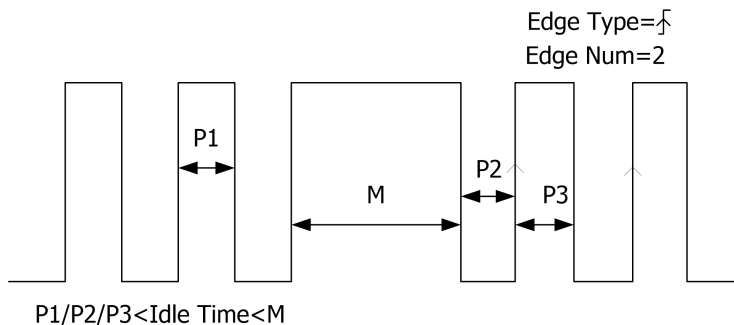 Edge Type=
Edge Num=2
P1
P2
M
P3
P1/P2/P3<Idle Time<M